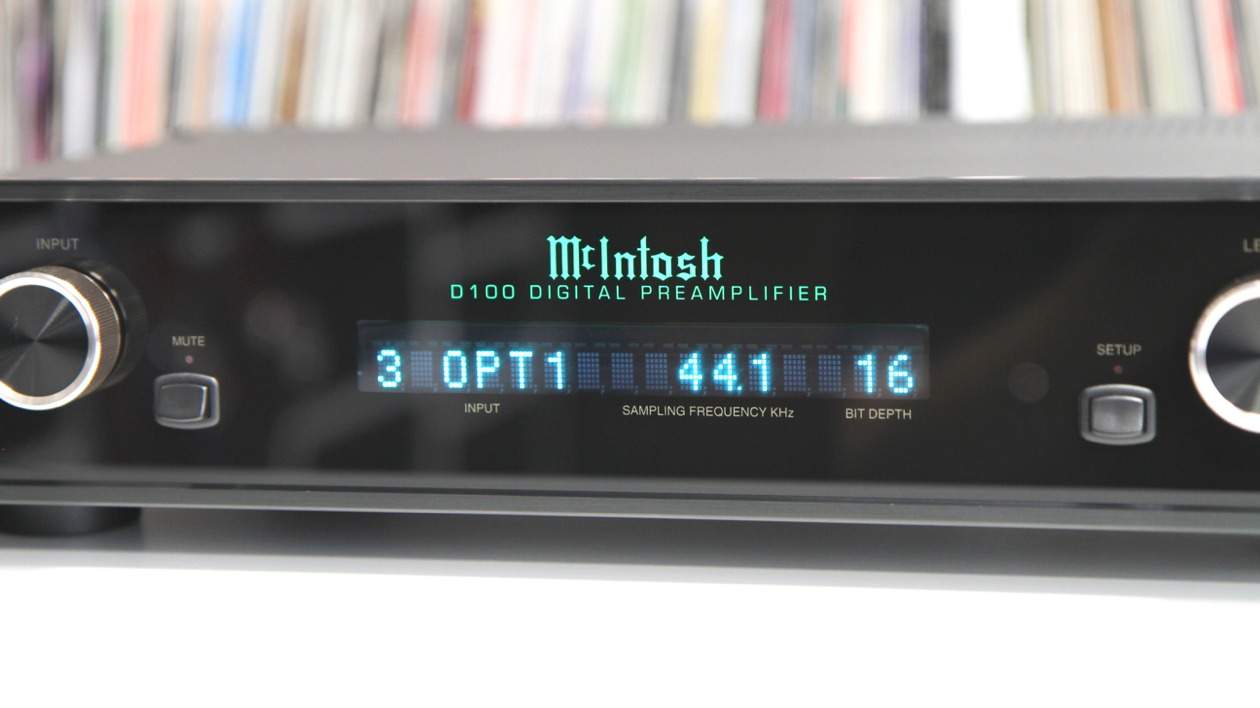 McIntosh
D100 DIGITAL PREAMPLIFIER
INPUT
MUTE
3 OPT1 44.1 16
INPUT SAMPLING FREQUENCY KHz BIT DEPTH
SETUP